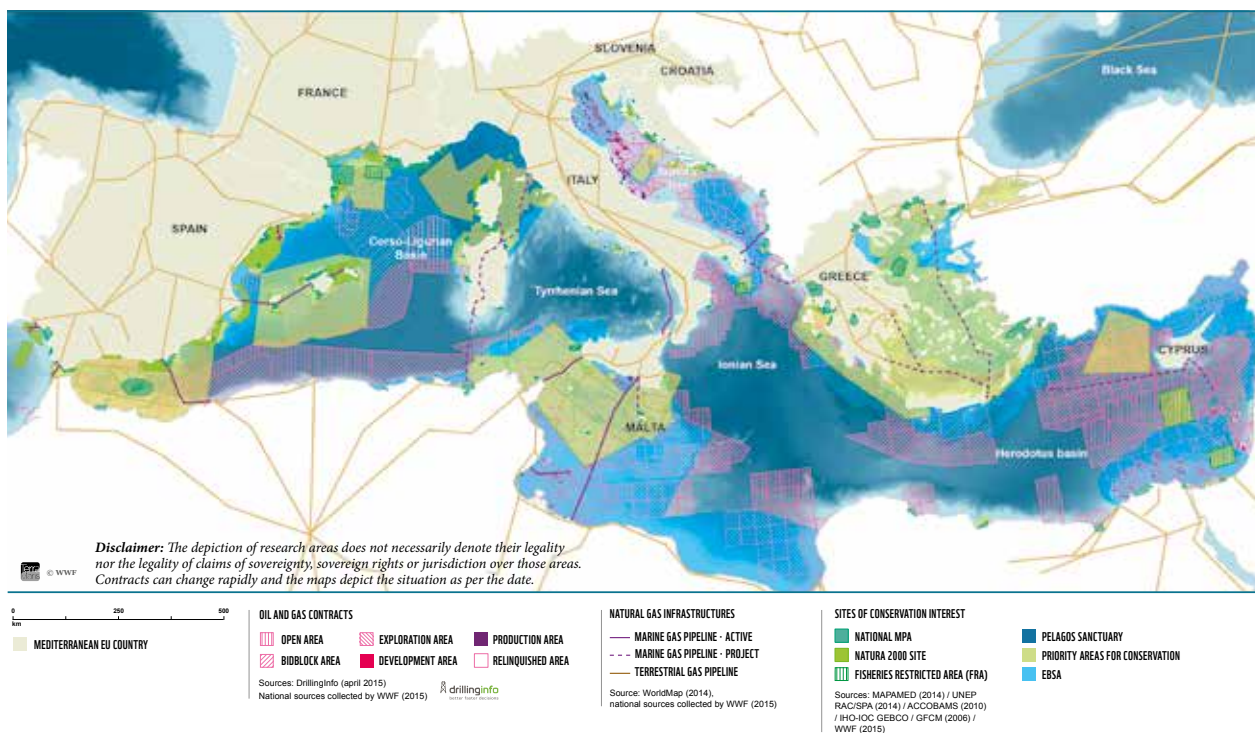 SLOVENIA
CROATIA
Black Sea
FRANCE
ITALY
SPAIN
Corso-Ligurian
Basin
GREECE
Tyrrhenian Sea
CYPRUS
Ionian Sea
MALTA
Herodotus basin
Disclaimer: The depiction of research areas does not necessarily denote their legality
nor the legality of claims of sovereignty, sovereign rights or jurisdiction over those areas.
Contracts can change rapidly and the maps depict the situation as per the date.
© WWF
0 250 500
km
MEDITERRANEAN EU COUNTRY
OIL AND GAS CONTRACTS
OPEN AREA
EXPLORATION AREA
PRODUCTION AREA
BIDBLOCK AREA
DEVELOPMENT AREA
RELINQUISHED AREA
Sources: DrillingInfo (april 2015)
National sources collected by WWF (2015)
drillinginfo
better faster decisions
NATURAL GAS INFRASTRUCTURES
MARINE GAS PIPELINE - ACTIVE
MARINE GAS PIPELINE - PROJECT
TERRESTRIAL GAS PIPELINE
Source: WorldMap (2014),
national sources collected by WWF (2015)
SITES OF CONSERVATION INTEREST
NATIONAL MPA
NATURA 2000 SITE
FISHERIES RESTRICTED AREA (FRA)
PELAGOS SANCTUARY
PRIORITY AREAS FOR CONSERVATION
EBSA
Sources: MAPAMED (2014) / UNEP
RAC/SPA (2014) / ACCOBAMS (2010)
/ IHO-IOC GEBCO / GFCM (2006) /
WWF (2015)